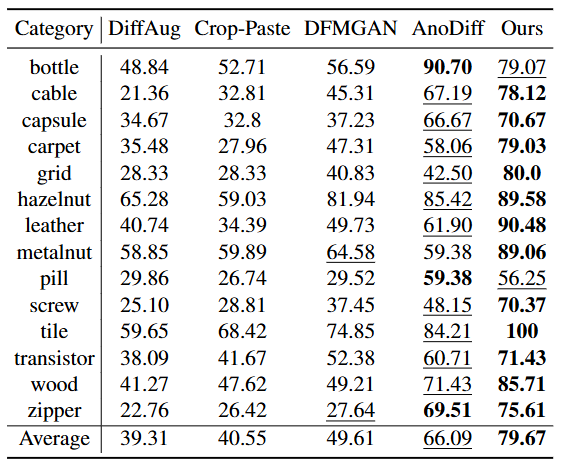 Category DiffAug Crop-Paste DFMGAN AnoDiff Ours
bottle 48.84 52.71 56.59 90.70 79.07
cable 21.36 32.81 45.31 67.19 78.12
capsule 34.67 32.8 37.23 66.67 70.67
carpet 35.48 27.96 47.31 58.06 79.03
grid 28.33 28.33 40.83 42.50 80.0
hazelnut 65.28 59.03 81.94 85.42 89.58
leather 40.74 34.39 49.73 61.90 90.48
metalnut 58.85 59.89 64.58 59.38 89.06
pill 29.86 26.74 29.52 59.38 56.25
screw 25.10 28.81 37.45 48.15 70.37
tile 59.65 68.42 74.85 84.21 100
transistor 38.09 41.67 52.38 60.71 71.43
wood 41.27 47.62 49.21 71.43 85.71
zipper 22.76 26.42 27.64 69.51 75.61
Average 39.31 40.55 49.61 66.09 79.67